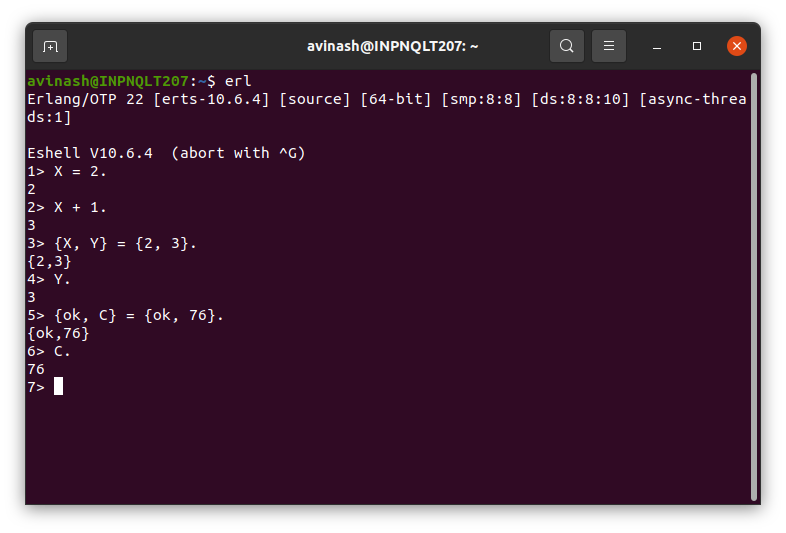 avinash@INPNQLT207: ~
avinash@INPNQLT207:~$ erl
Erlang/OTP 22 [erts-10.6.4] [source] [64-bit] [smp:8:8] [ds:8:8:10] [async-threa
ds:1]
Eshell V10.6.4  (abort with ^G)
1> X = 2.
2
2> X + 1.
3
3> {X, Y} = {2, 3}.
{2,3}
4> Y.
3
5> {ok, C} = {ok, 76}.
{ok,76}
6> C.
76
7>